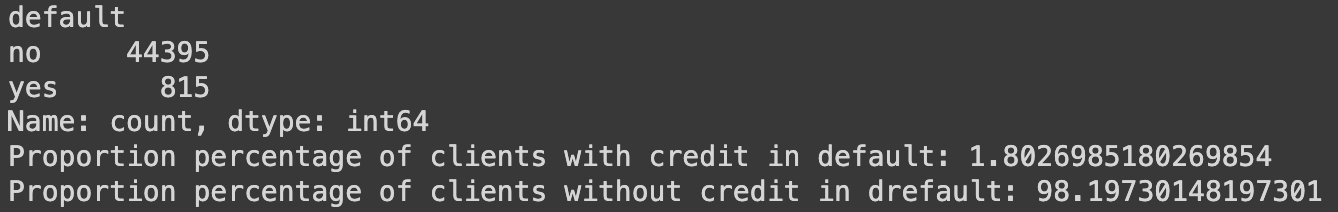 default
no     44395
yes      815
Name: count, dtype: int64
Proportion percentage of clients with credit in default: 1.8026985180269854
Proportion percentage of clients without credit in drefault: 98.19730148197301